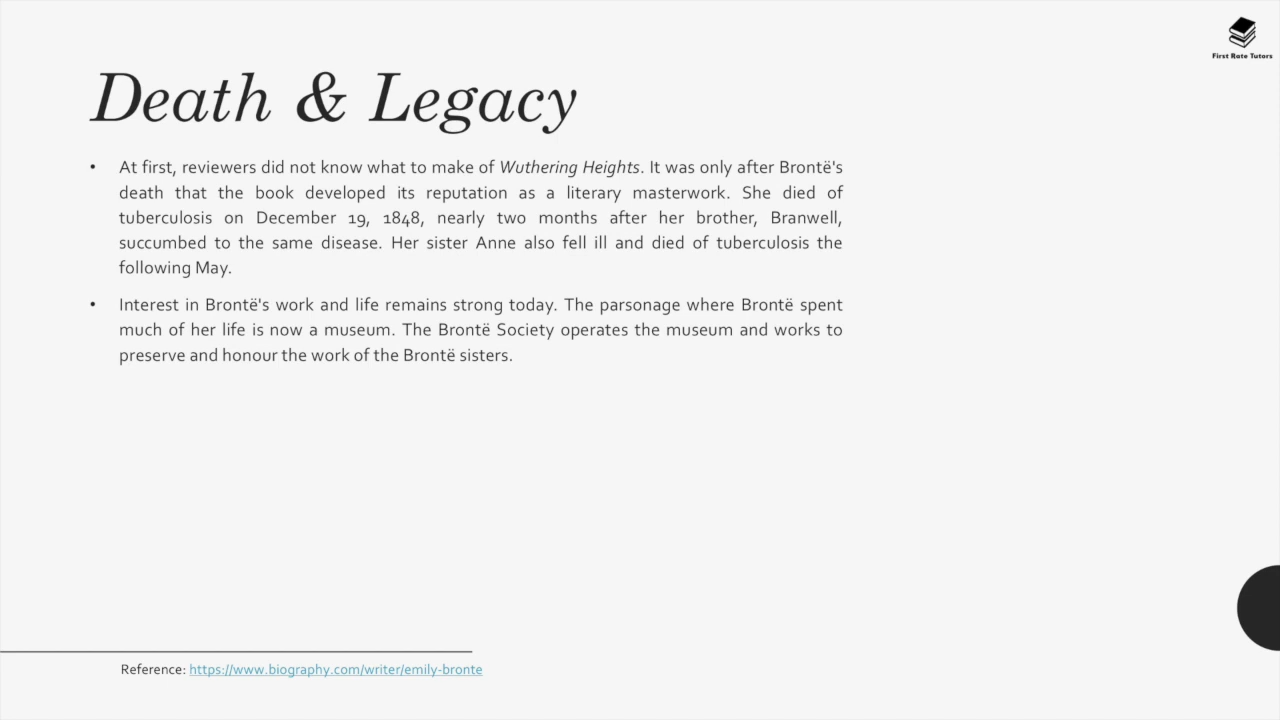 First Rate Tutors
Death & Legacy
• At first, reviewers did not know what to make of Wuthering Heights. It was only after Brontë's
death that the book developed its reputation as a literary masterwork. She died of
tuberculosis on December 19, 1848, nearly two months after her brother, Branwell,
succumbed to the same disease. Her sister Anne also fell ill and died of tuberculosis the
following May.
• Interest in Brontë's work and life remains strong today. The parsonage where Brontë spent
much of her life is now a museum. The Brontë Society operates the museum and works to
preserve and honour the work of the Brontë sisters.
Reference: https://www.biography.com/writer/emily-bronte